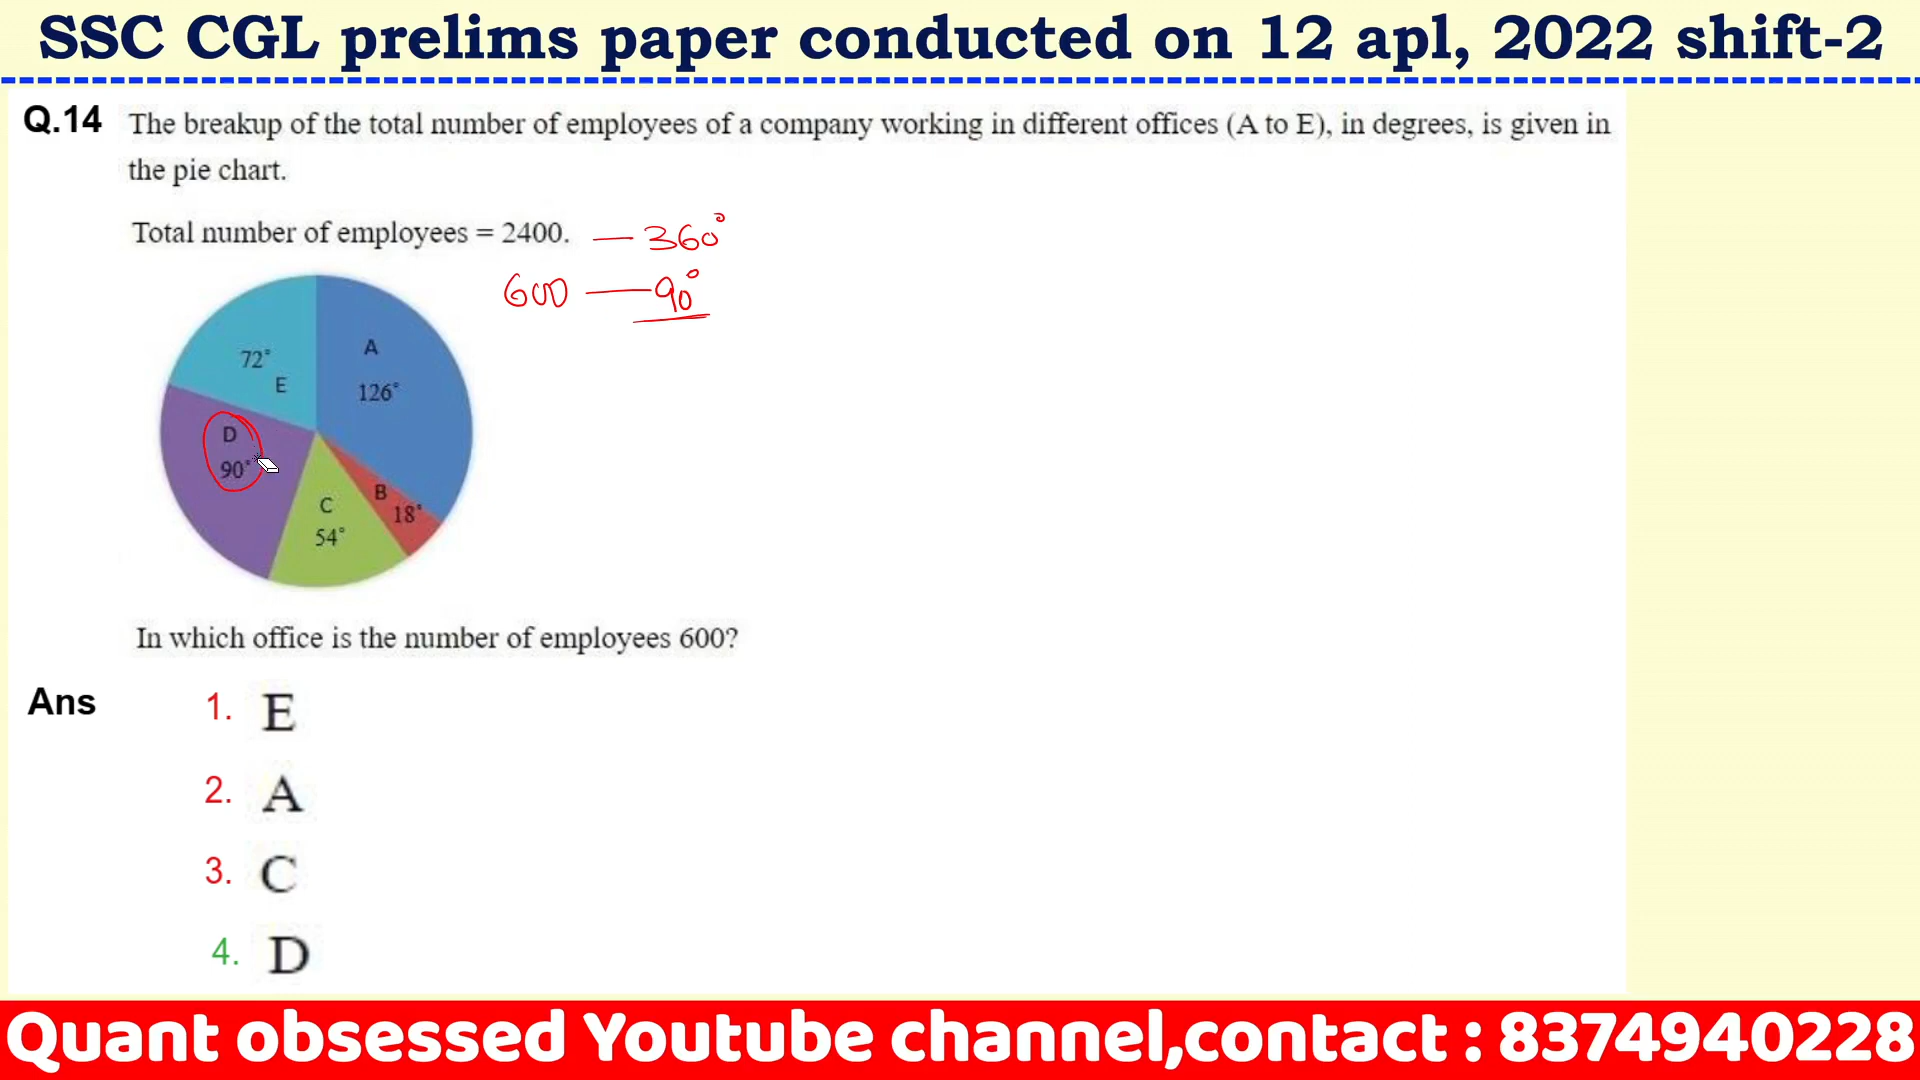 SSC CGL prelims paper conducted on 12 apl, 2022 shift-2
Q.14 The breakup of the total number of employees of a company working in different offices (A to E), in degrees, is given in
the pie chart.
Total number of employees = 2400. — 360°
600 — 90°
72°
E
A
126°
D
90°
B
18°
C
54°
In which office is the number of employees 600?
Ans 1. E
2. A
3. C
4. D
Quant obsessed Youtube channel,contact : 8374940228